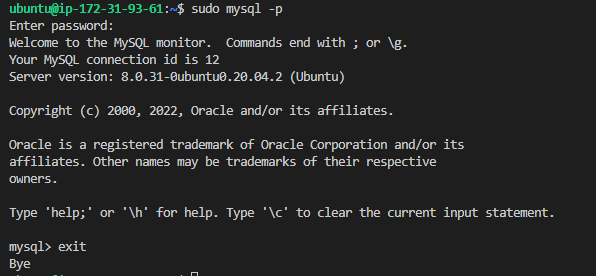 ubuntu@ip-172-31-93-61:~$ sudo mysql -p
Enter password:
Welcome to the MySQL monitor.  Commands end with ; or \g.
Your MySQL connection id is 12
Server version: 8.0.31-0ubuntu0.20.04.2 (Ubuntu)
Copyright (c) 2000, 2022, Oracle and/or its affiliates.
Oracle is a registered trademark of Oracle Corporation and/or its
affiliates. Other names may be trademarks of their respective
owners.
Type 'help;' or '\h' for help. Type '\c' to clear the current input statement.
mysql> exit
Bye